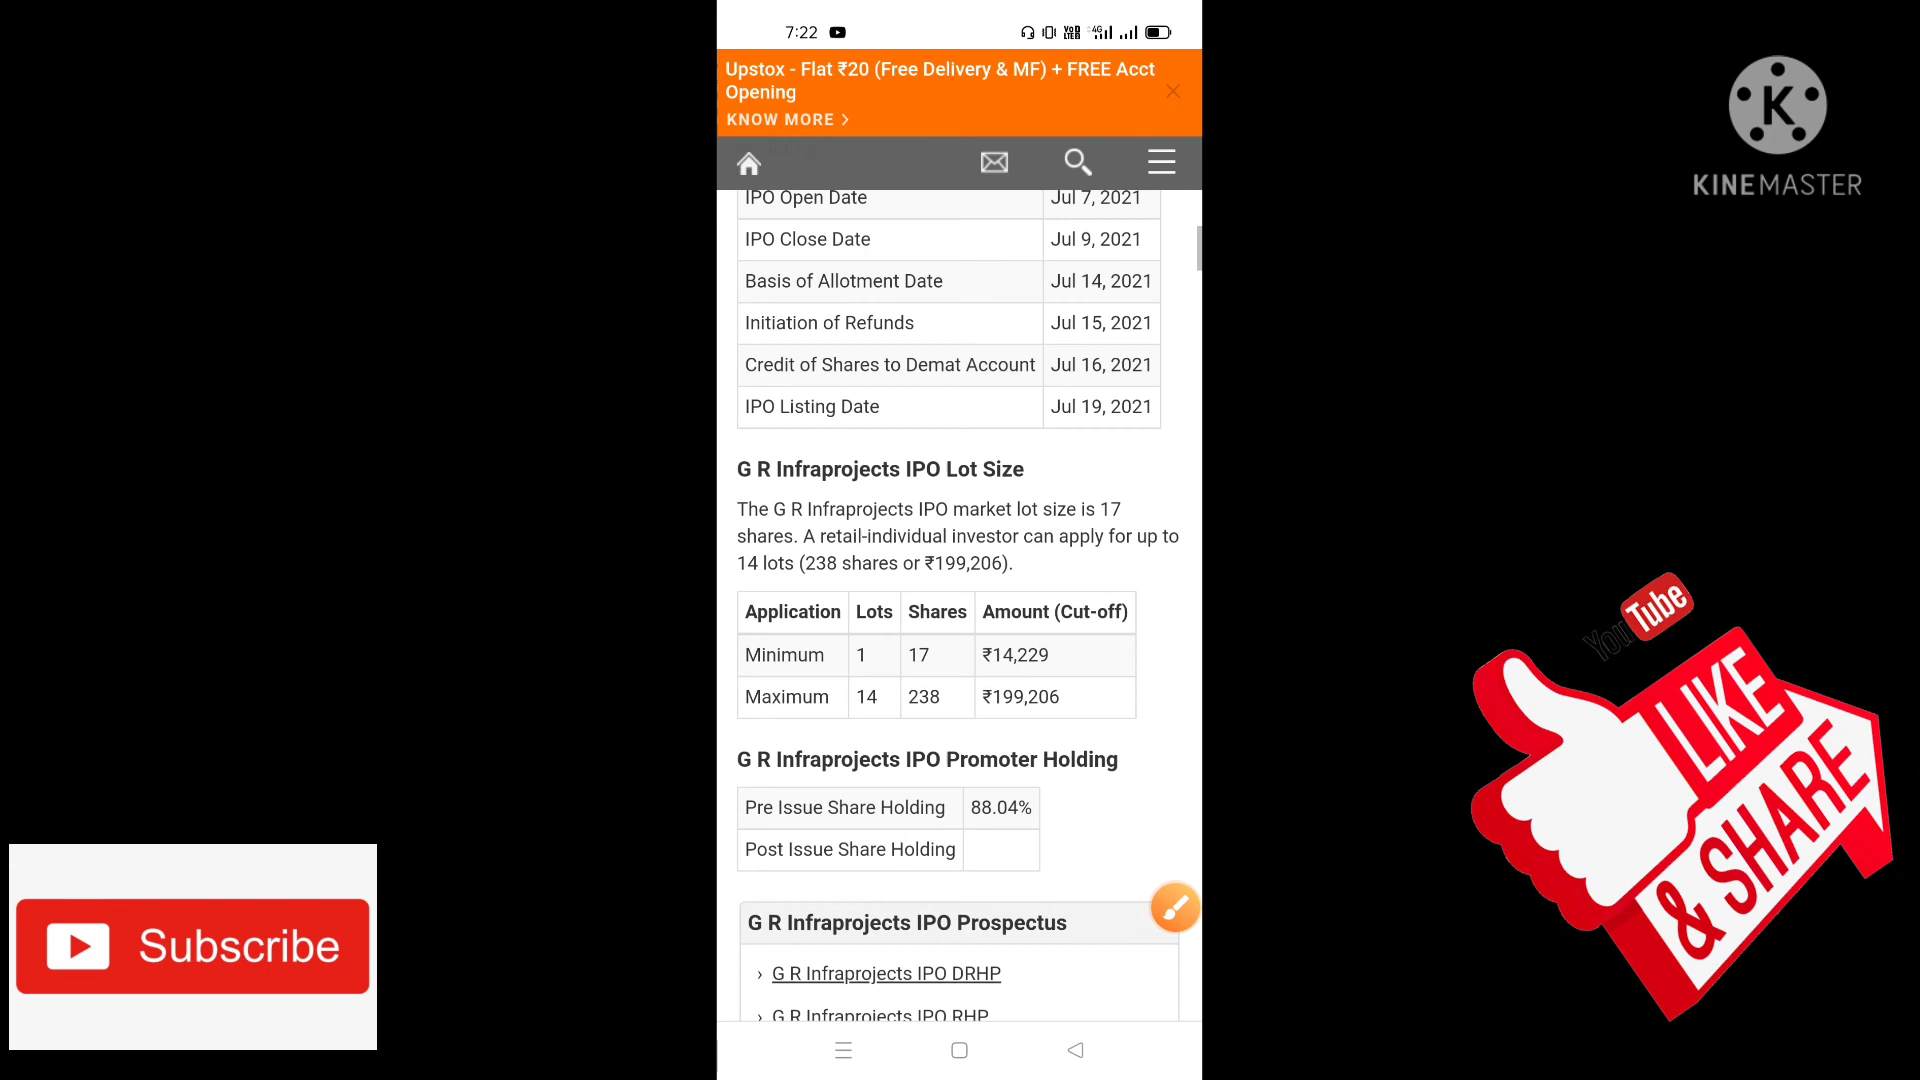 7:22
VoD
LTE
4G
Upstox - Flat ₹20 (Free Delivery & MF) + FREE Acct
Opening
KNOW MORE
IPO Open Date Jul 7, 2021
IPO Close Date Jul 9, 2021
Basis of Allotment Date Jul 14, 2021
Initiation of Refunds Jul 15, 2021
Credit of Shares to Demat Account Jul 16, 2021
IPO Listing Date Jul 19, 2021
G R Infraprojects IPO Lot Size
The G R Infraprojects IPO market lot size is 17
shares. A retail-individual investor can apply for up to
14 lots (238 shares or ₹199,206).
Application Lots Shares Amount (Cut-off)
Minimum 1 17 ₹14,229
Maximum 14 238 ₹199,206
G R Infraprojects IPO Promoter Holding
Pre Issue Share Holding 88.04%
Post Issue Share Holding
G R Infraprojects IPO Prospectus
› G R Infraprojects IPO DRHP
› G R Infraprojects IPO RHP
Subscribe
K
KINEMASTER
YouTube
LIKE
& SHARE